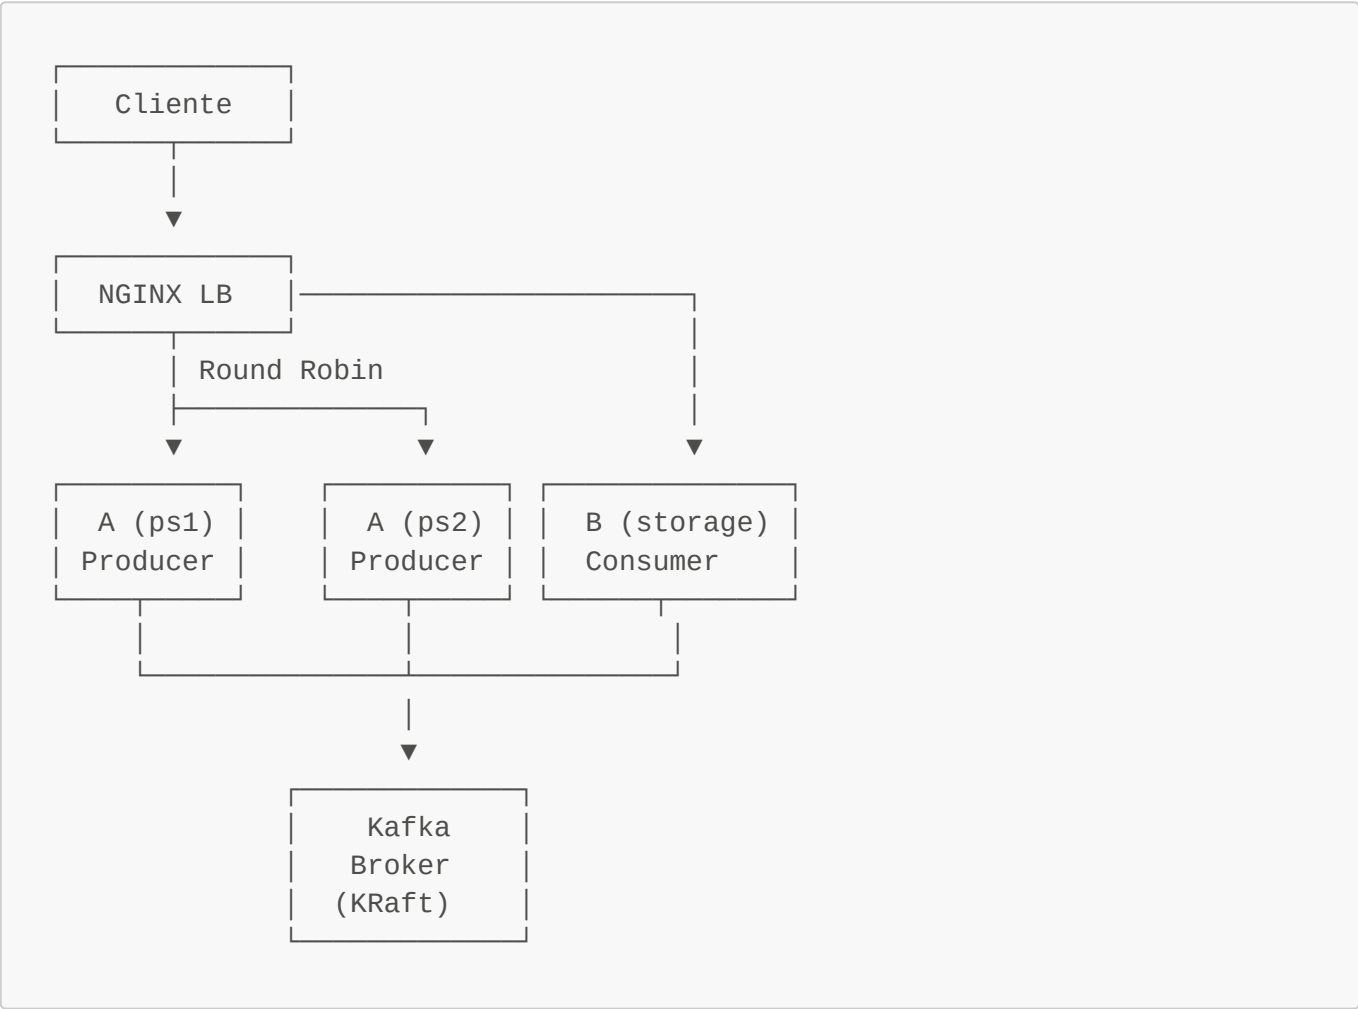 Cliente
NGINX LB
Round Robin
A (ps1) A (ps2) B (storage)
Producer Producer Consumer
Kafka
Broker
(KRaft)